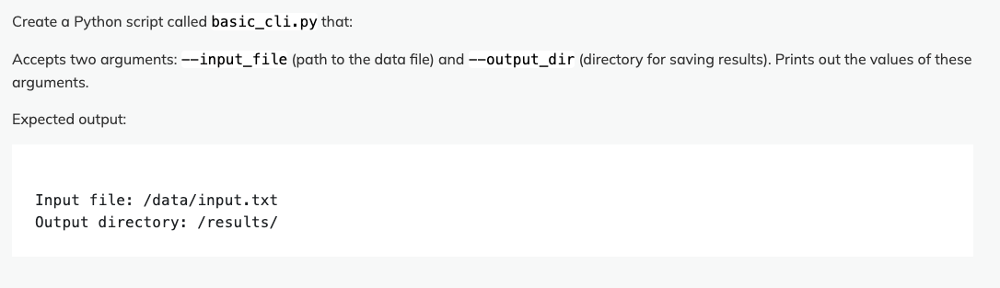 Create a Python script called basic_cli.py that:
Accepts two arguments: --input_file (path to the data file) and --output_dir (directory for saving results). Prints out the values of these
arguments.
Expected output:
Input file: /data/input.txt
Output directory: /results/